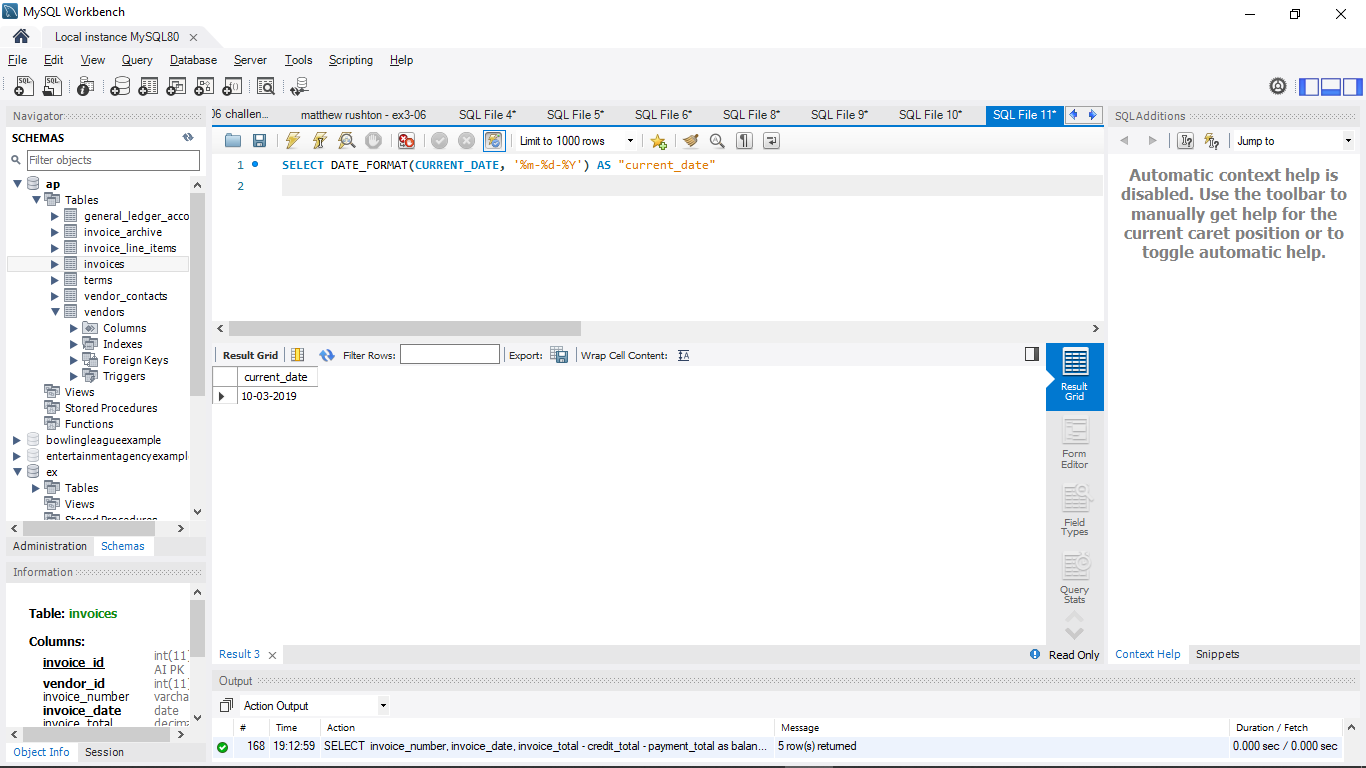 MySQL Workbench
Local instance MySQL80
File Edit View Query Database Server Tools Scripting Help
Navigator
SCHEMAS
Filter objects
ap
Tables
general_ledger_acco
invoice_archive
invoice_line_items
invoices
terms
vendor_contacts
vendors
Columns
Indexes
Foreign Keys
Triggers
Views
Stored Procedures
Functions
bowlingleagueexample
entertainmentagencyexampl
ex
Tables
Views
Stored Procedures
Administration Schemas
Information
Table: invoices
Columns:
invoice_id int(11)
AI PK
vendor_id int(11)
invoice_number varcha
invoice_date date
invoice_total decima
Object Info Session
06 challen... matthew rushton - ex3-06 SQL File 4* SQL File 5* SQL File 6* SQL File 8* SQL File 9* SQL File 10* SQL File 11*
Limit to 1000 rows
1 SELECT DATE_FORMAT(CURRENT_DATE, '%m-%d-%Y') AS "current_date"
2
Result Grid Filter Rows: Export: Wrap Cell Content:
current_date
10-03-2019
Result Grid
Form Editor
Field Types
Query Stats
Result 3 Read Only
SQLAdditions
Jump to
Automatic context help is
disabled. Use the toolbar to
manually get help for the
current caret position or to
toggle automatic help.
Context Help Snippets
Output
Action Output
# Time Action Message Duration / Fetch
168 19:12:59 SELECT invoice_number, invoice_date, invoice_total - credit_total - payment_total as balan... 5 row(s) returned 0.000 sec / 0.000 sec